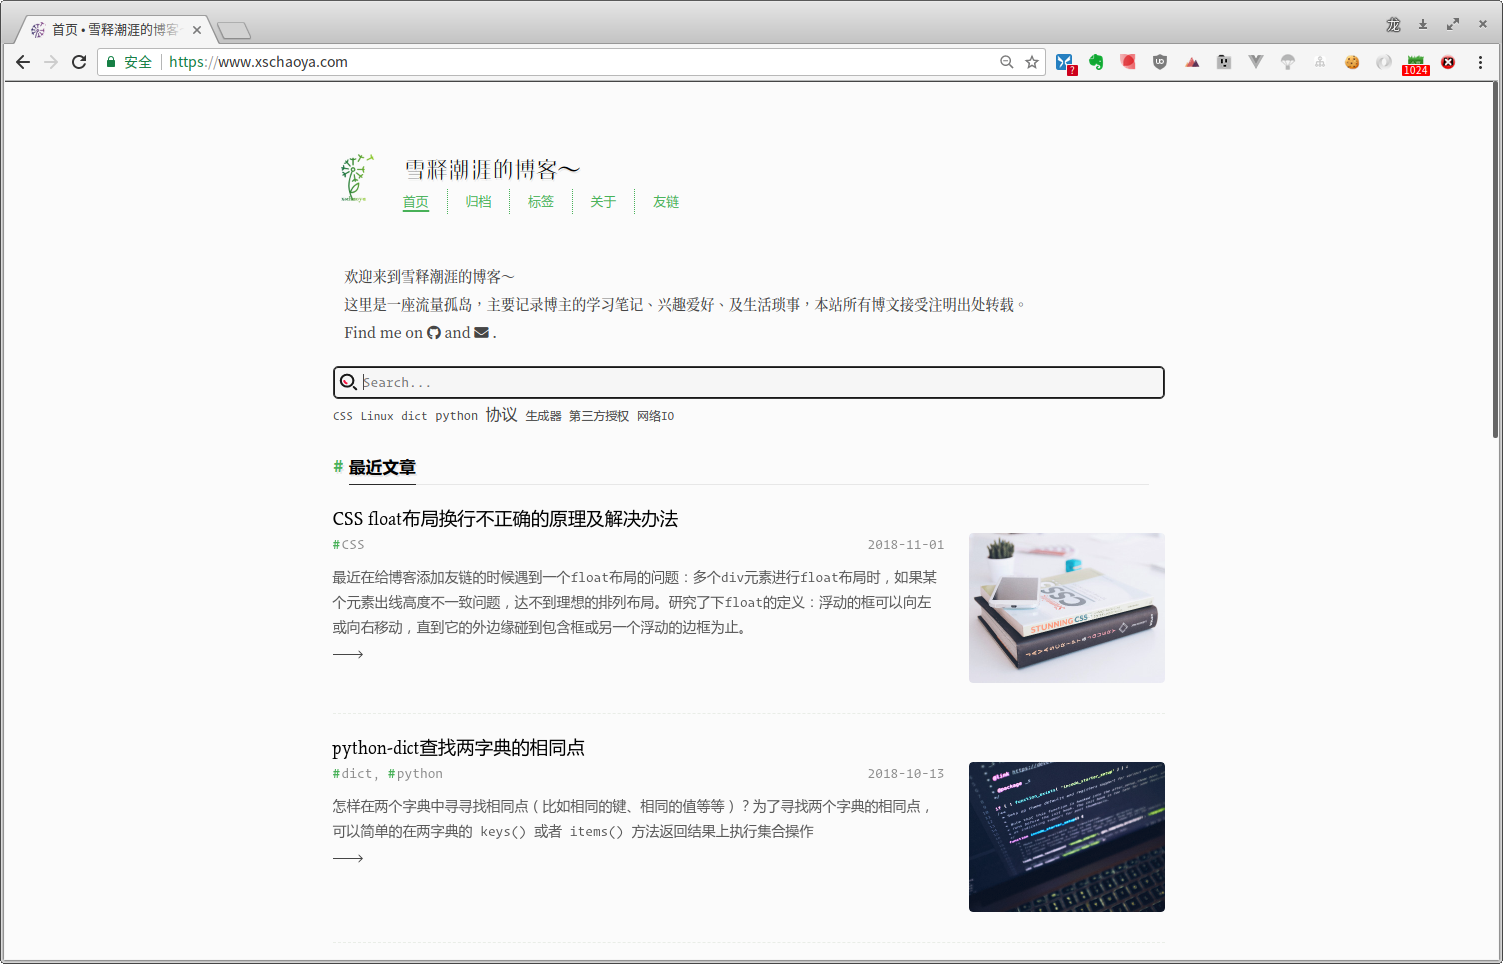 首页 • 雪释潮涯的博客
龙
安全 https://www.xschaoya.com
?
1024
雪释潮涯的博客～
首页 归档 标签 关于 友链
欢迎来到雪释潮涯的博客～
这里是一座流量孤岛，主要记录博主的学习笔记、兴趣爱好、及生活琐事，本站所有博文接受注明出处转载。
Find me on and .
Search...
CSS Linux dict python 协议 生成器 第三方授权 网络IO
# 最近文章
CSS float布局换行不正确的原理及解决办法
#CSS 2018-11-01
最近在给博客添加友链的时候遇到一个float布局的问题：多个div元素进行float布局时，如果某
个元素出线高度不一致问题，达不到理想的排列布局。研究了下float的定义：浮动的框可以向左
或向右移动，直到它的外边缘碰到包含框或另一个浮动的边框为止。
STUNNING CSS
JAVASCRIPT & JQUERY
python-dict查找两字典的相同点
#dict, #python 2018-10-13
怎样在两个字典中寻寻找相同点（比如相同的键、相同的值等等）？为了寻找两个字典的相同点，
可以简单的在两字典的 keys() 或者 items() 方法返回结果上执行集合操作
@package